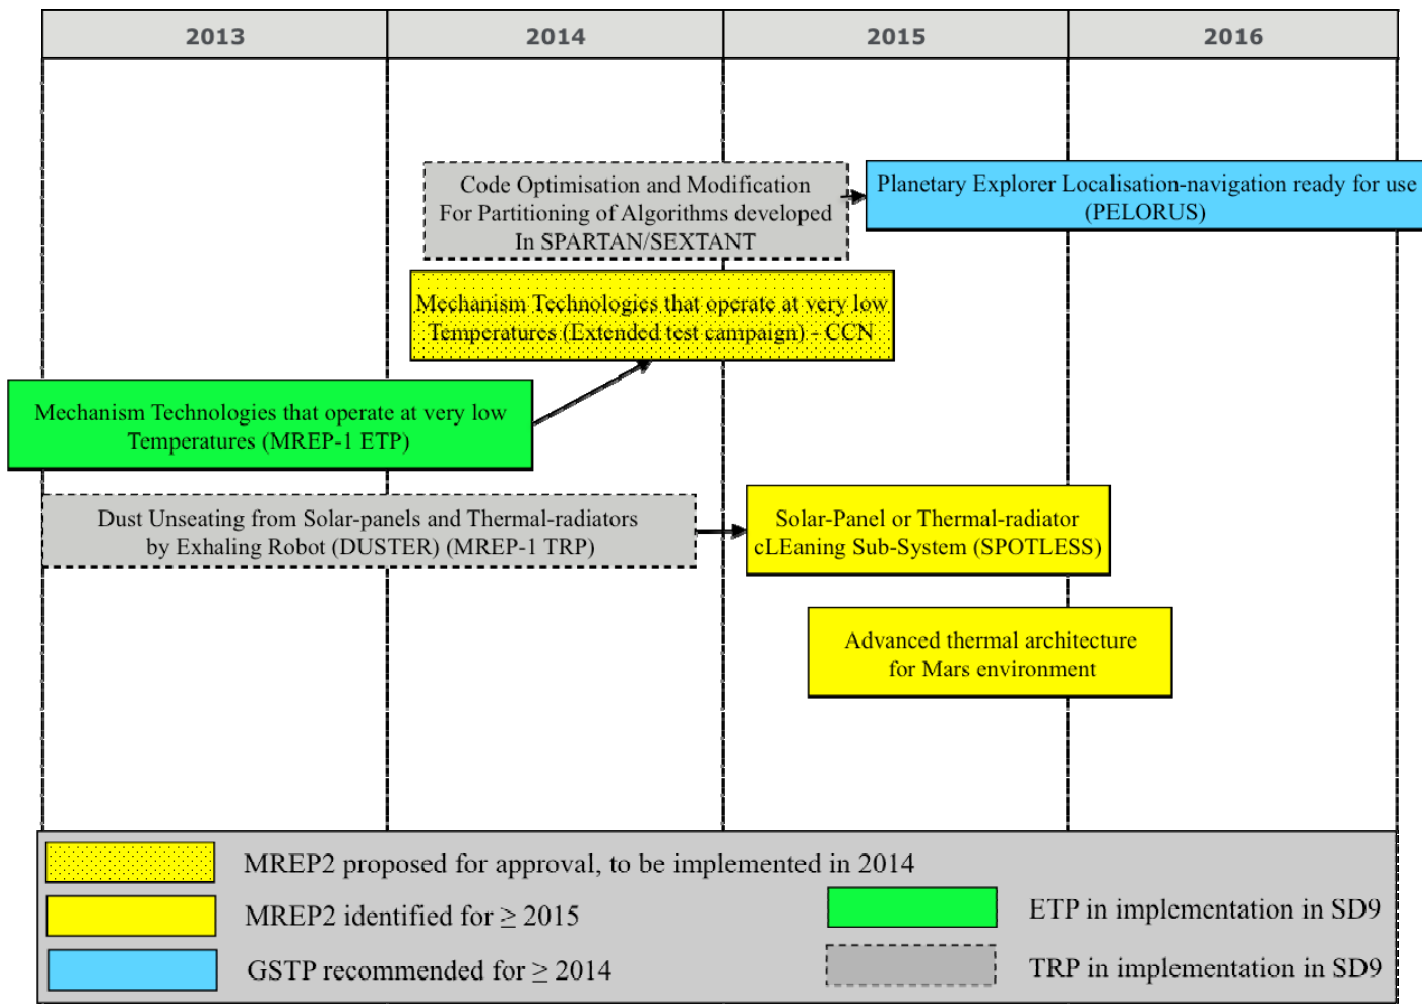 2013
2014
2015
2016
Code Optimisation and Modification
For Partitioning of Algorithms developed
In SPARTAN/SEXTANT
Planetary Explorer Localisation-navigation ready for use
(PELORUS)
Mechanism Technologies that operate at very low
Temperatures (Extended test campaign) - CCN
Mechanism Technologies that operate at very low
Temperatures (MREP-1 ETP)
Dust Unseating from Solar-panels and Thermal-radiators
by Exhaling Robot (DUSTER) (MREP-1 TRP)
Solar-Panel or Thermal-radiator
cLEaning Sub-System (SPOTLESS)
Advanced thermal architecture
for Mars environment
MREP2 proposed for approval, to be implemented in 2014
MREP2 identified for ≥ 2015
GSTP recommended for ≥ 2014
ETP in implementation in SD9
TRP in implementation in SD9